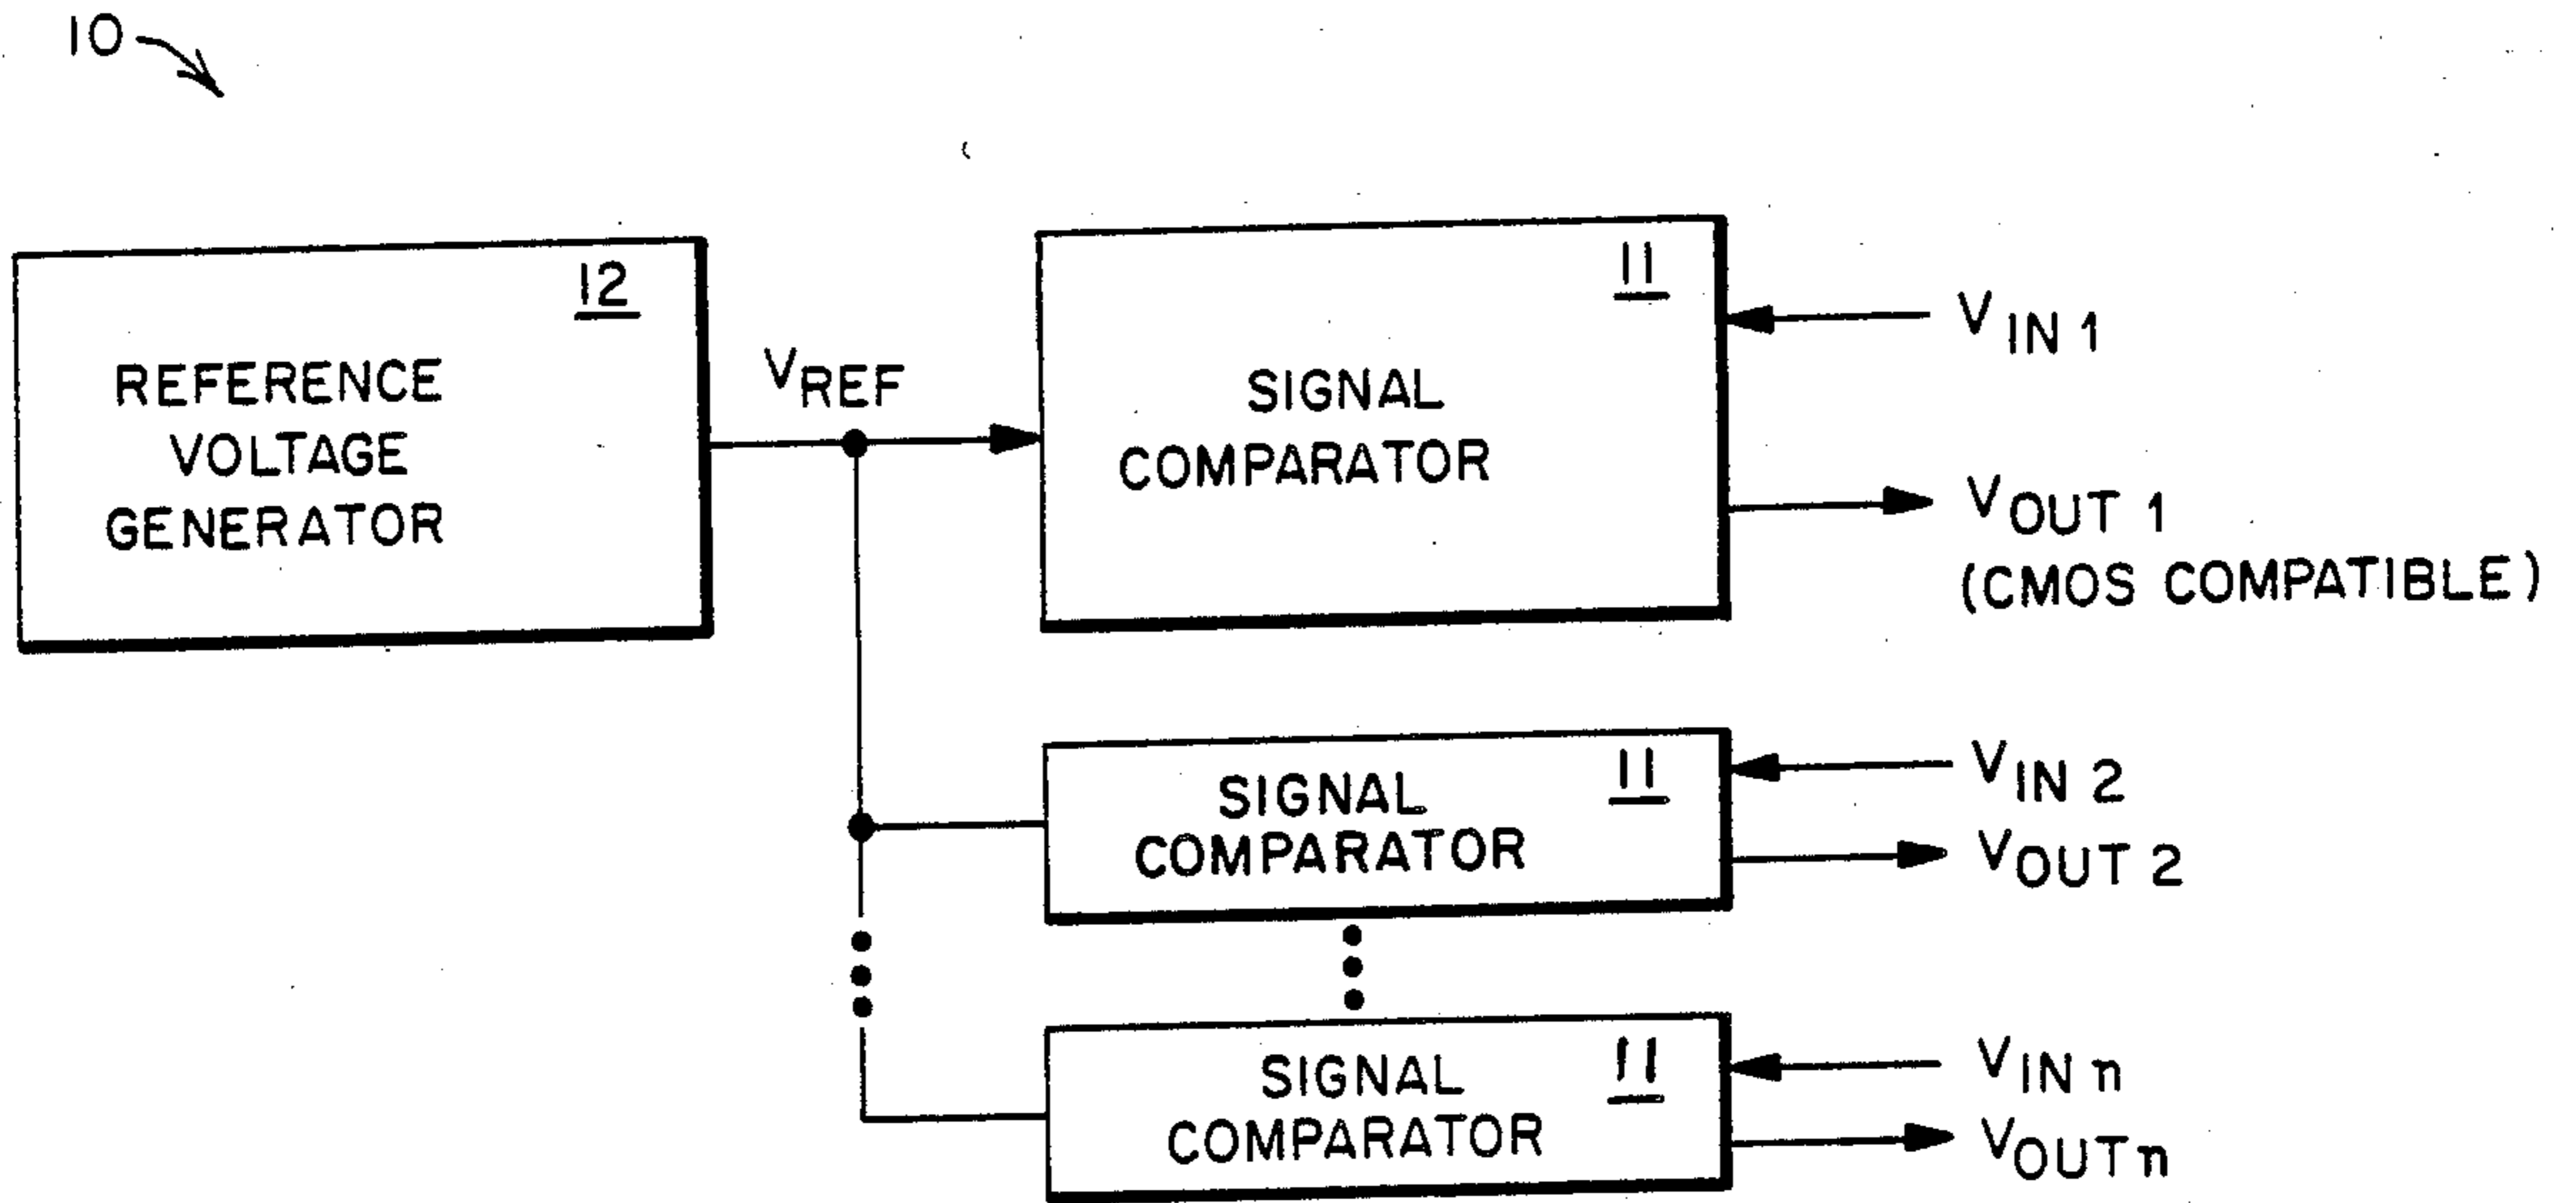 10
12
REFERENCE
VOLTAGE
GENERATOR
VREF
11
SIGNAL
COMPARATOR
VIN 1
VOUT 1
(CMOS COMPATIBLE)
11
SIGNAL
COMPARATOR
VIN 2
VOUT 2
11
SIGNAL
COMPARATOR
VIN n
VOUT n